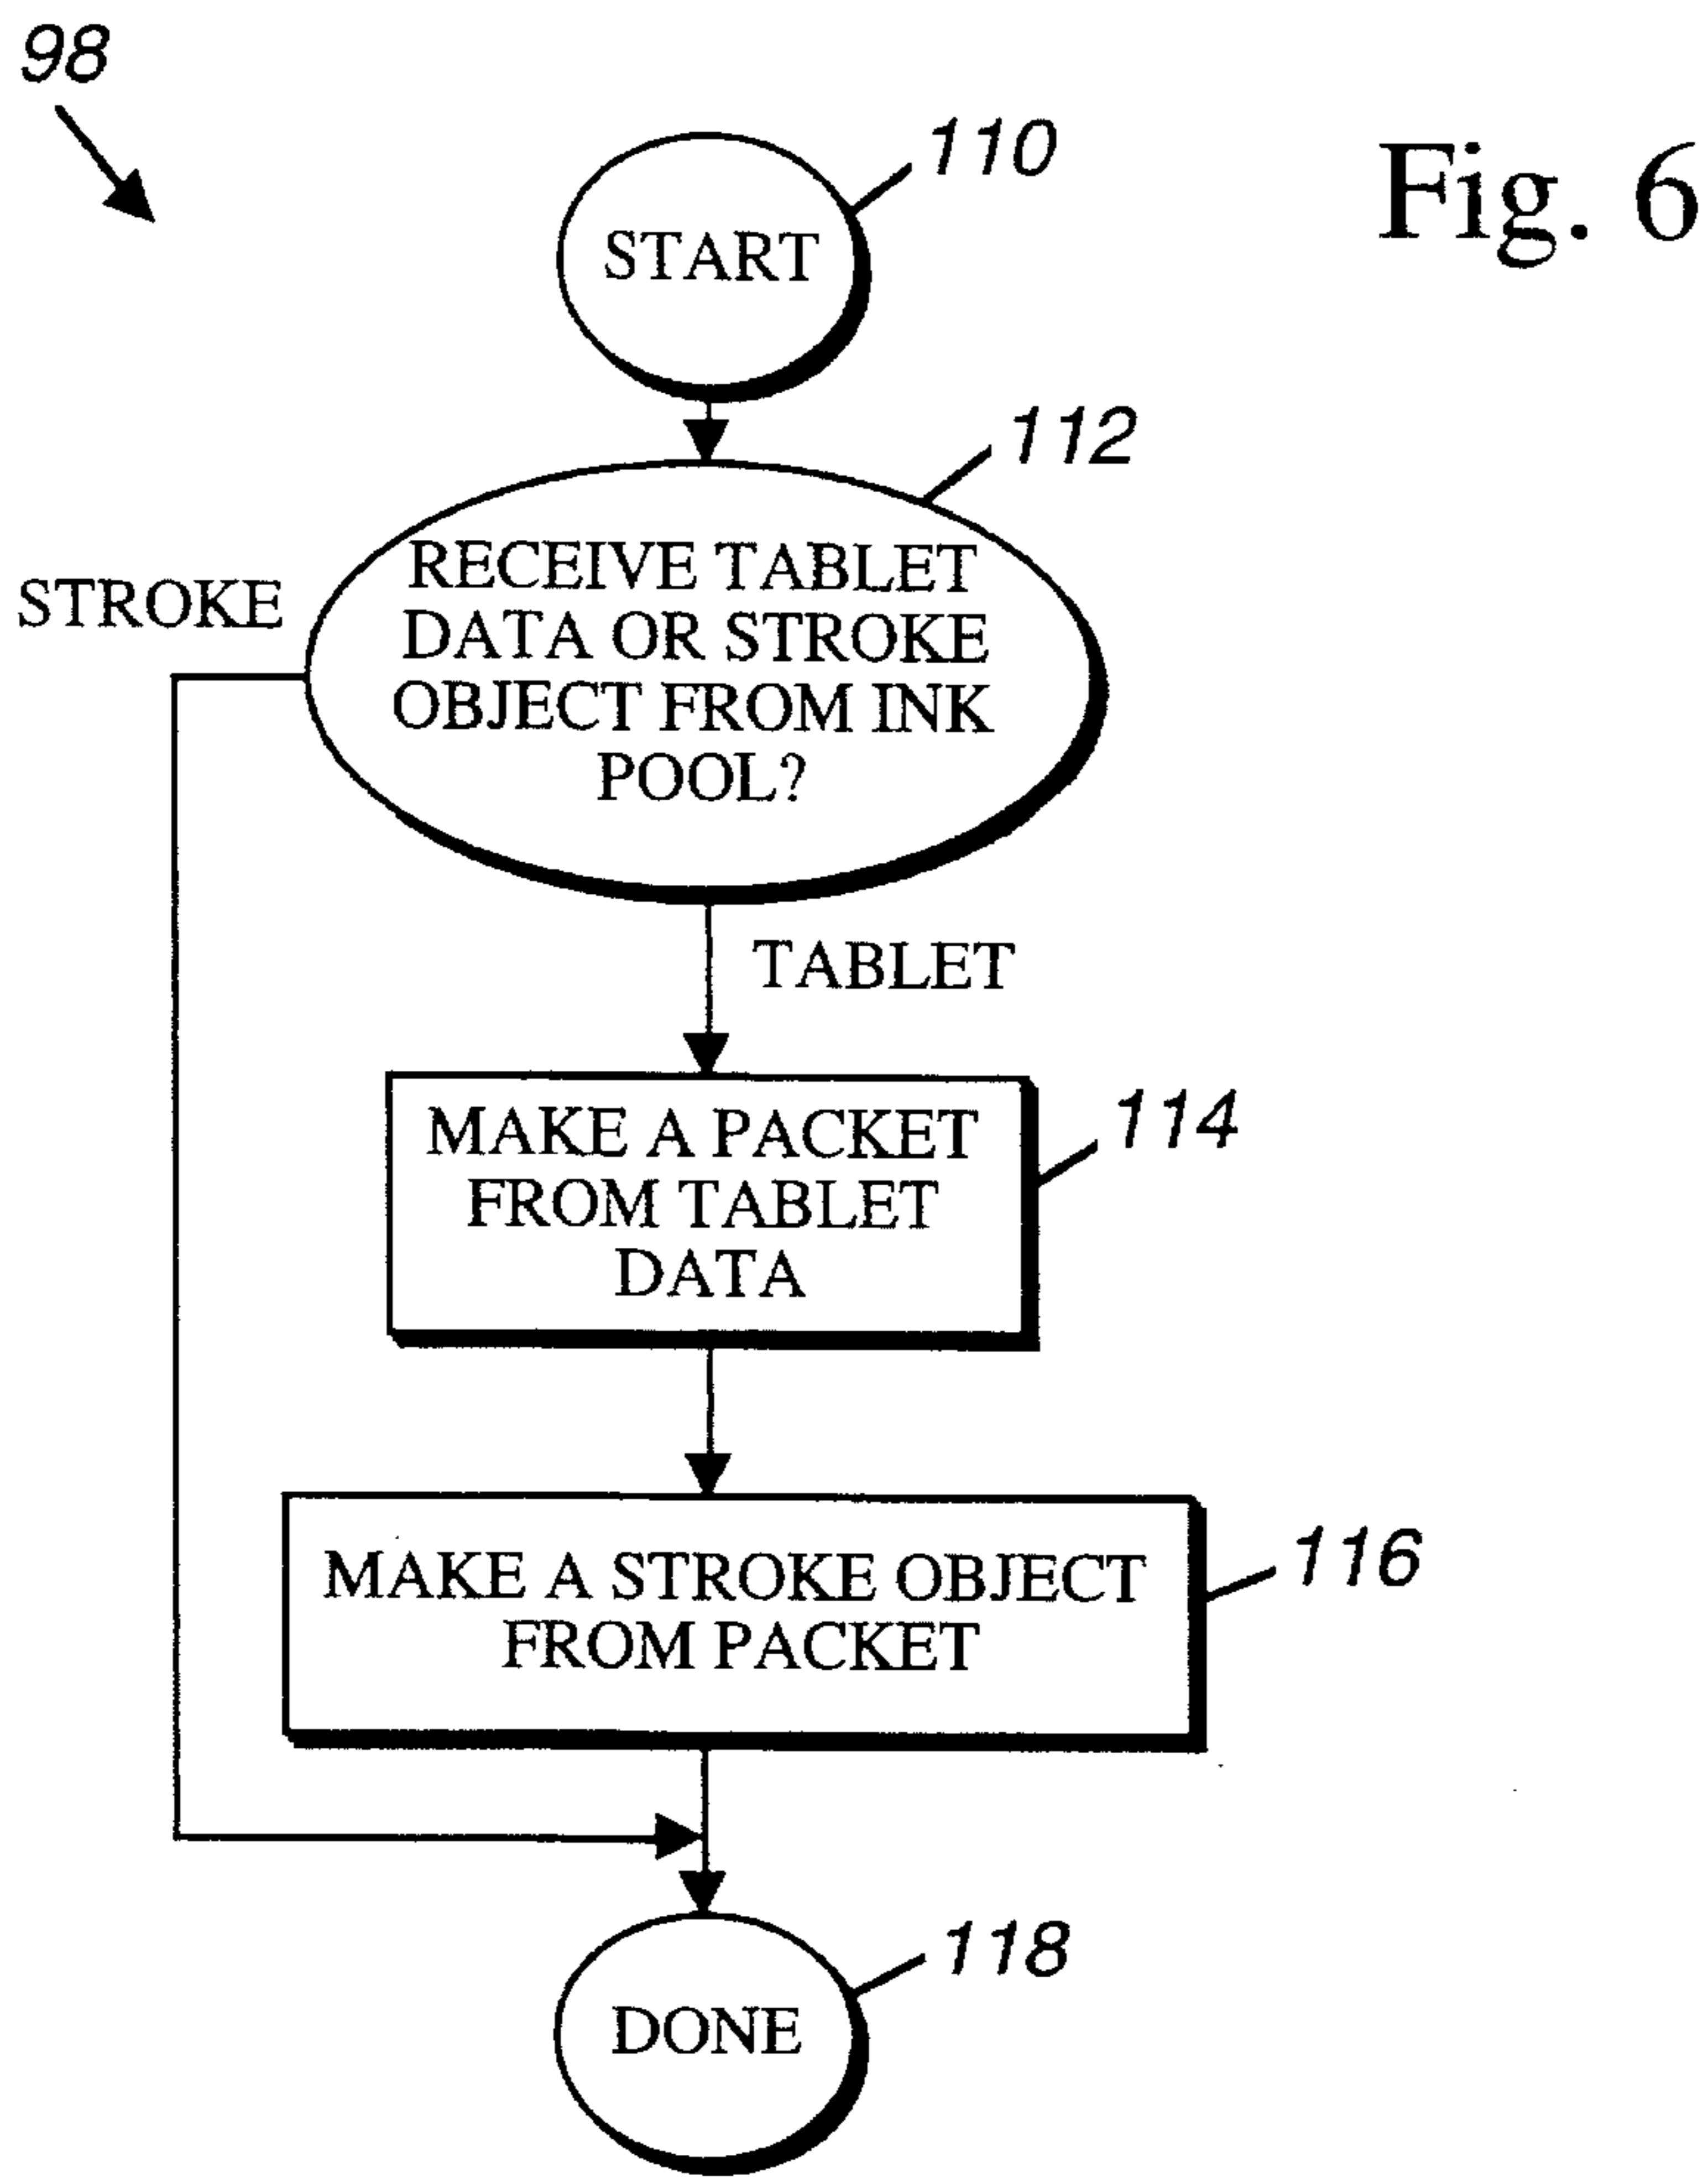 98
Fig. 6
110
START
112
RECEIVE TABLET
DATA OR STROKE
OBJECT FROM INK
POOL?
STROKE
TABLET
114
MAKE A PACKET
FROM TABLET
DATA
116
MAKE A STROKE OBJECT
FROM PACKET
118
DONE